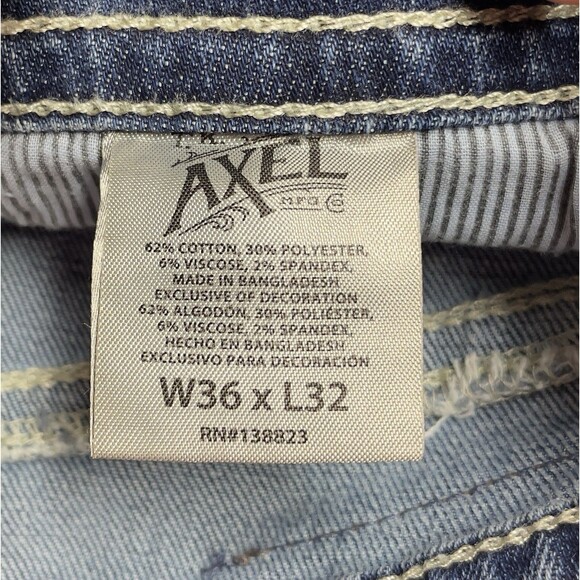 AXEL
MFG
62% COTTON, 30% POLYESTER,
6% VISCOSE, 2% SPANDEX,
MADE IN BANGLADESH
EXCLUSIVE OF DECORATION
62% ALGODÓN, 30% POLIÉSTER,
6% VISCOSE, 2% SPANDEX,
HECHO EN BANGLADESH
EXCLUSIVO PARA DECORACIÓN
W36 x L32
RN#138823